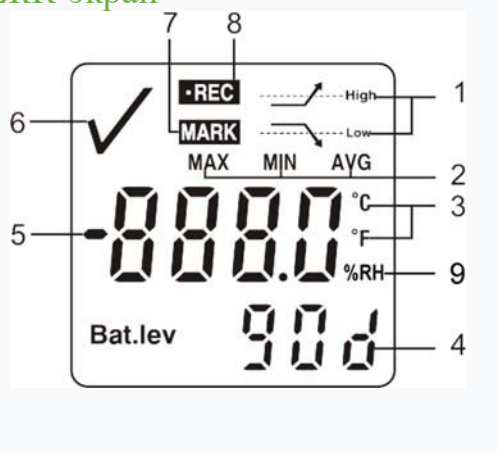 экран
7 8
•REC High 1
6 MARK Low
MAX MIN AVG 2
°C 3
5 -888.0 °F
%RH 9
Bat.lev 90d 4